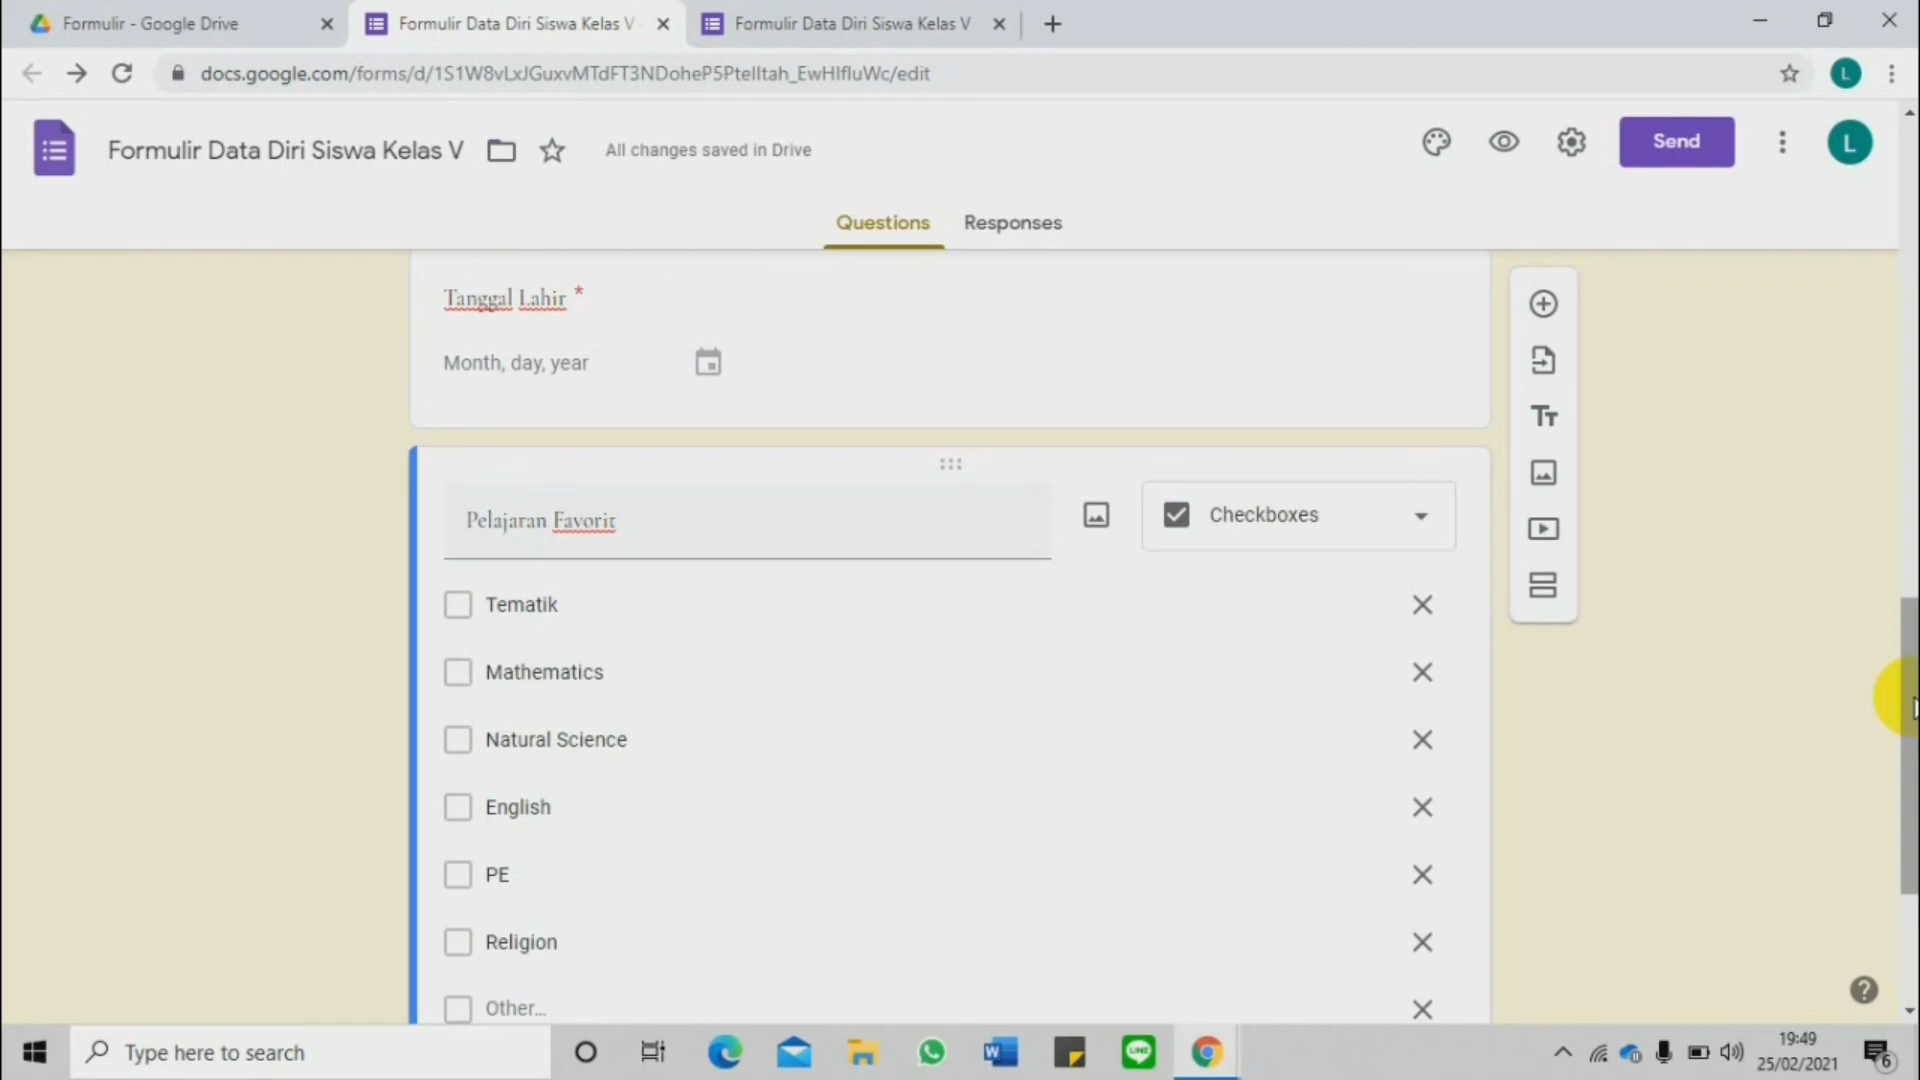 Formulir - Google Drive
Formulir Data Diri Siswa Kelas V
Formulir Data Diri Siswa Kelas V
docs.google.com/forms/d/1S1W8vLxJGuxvMTdFT3NDoheP5PtelItah_EwHIfluWc/edit
L
Formulir Data Diri Siswa Kelas V
All changes saved in Drive
Send
L
Questions
Responses
Tanggal Lahir *
Month, day, year
Pelajaran Favorit
Checkboxes
Tematik
Mathematics
Natural Science
English
PE
Religion
Other...
Type here to search
LINE
19:49
25/02/2021
6